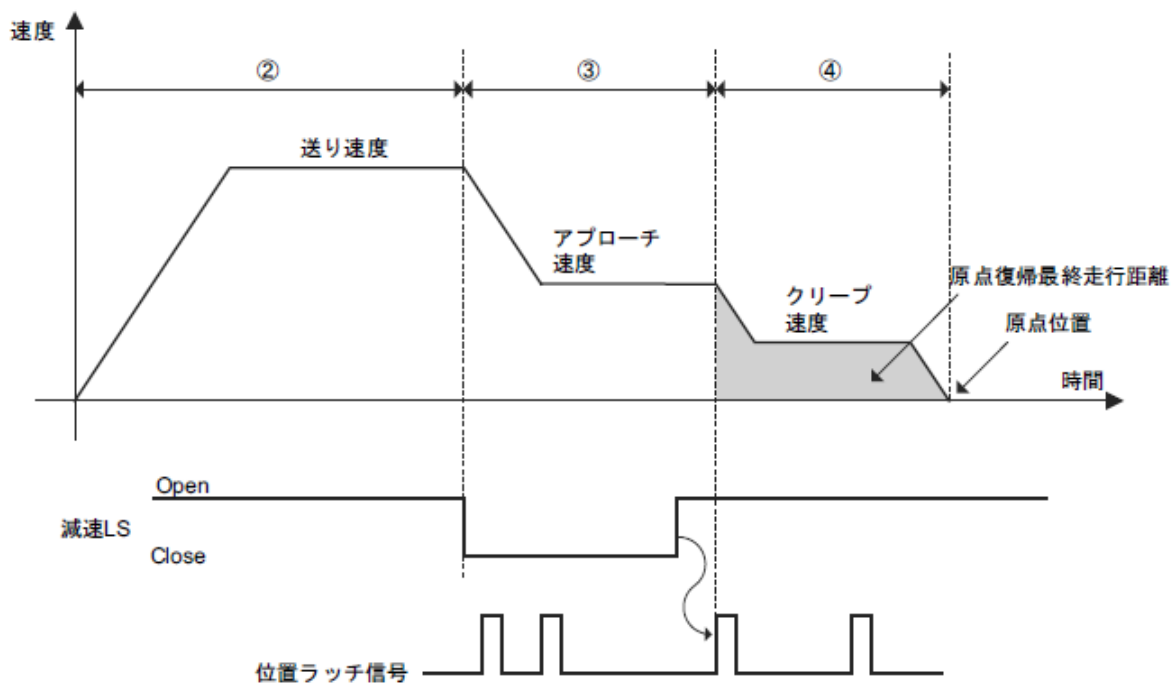 速度
②
③
④
送り速度
アプローチ
速度
クリープ
速度
原点復帰最終走行距離
原点位置
時間
Open
減速LS
Close
位置ラッチ信号